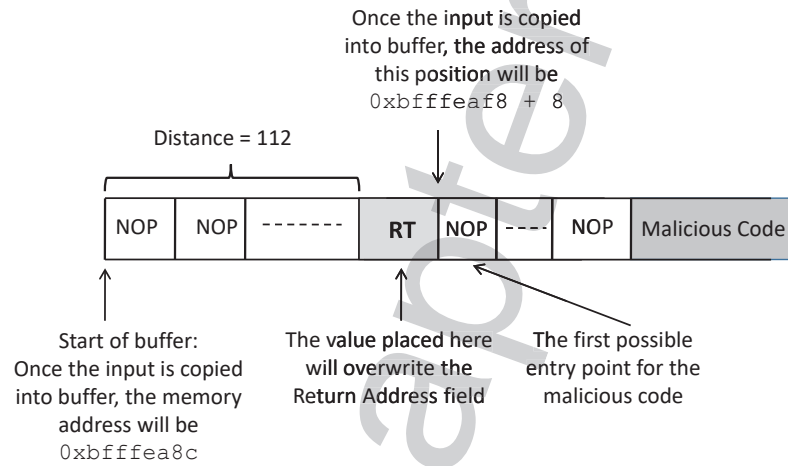 Once the input is copied
into buffer, the address of
this position will be
0xbfffeaf8 + 8
Distance = 112
NOP
NOP
RT
NOP
NOP
Malicious Code
Start of buffer:
Once the input is copied
into buffer, the memory
address will be
0xbfffea8c
The value placed here
will overwrite the
Return Address field
The first possible
entry point for the
malicious code
apter